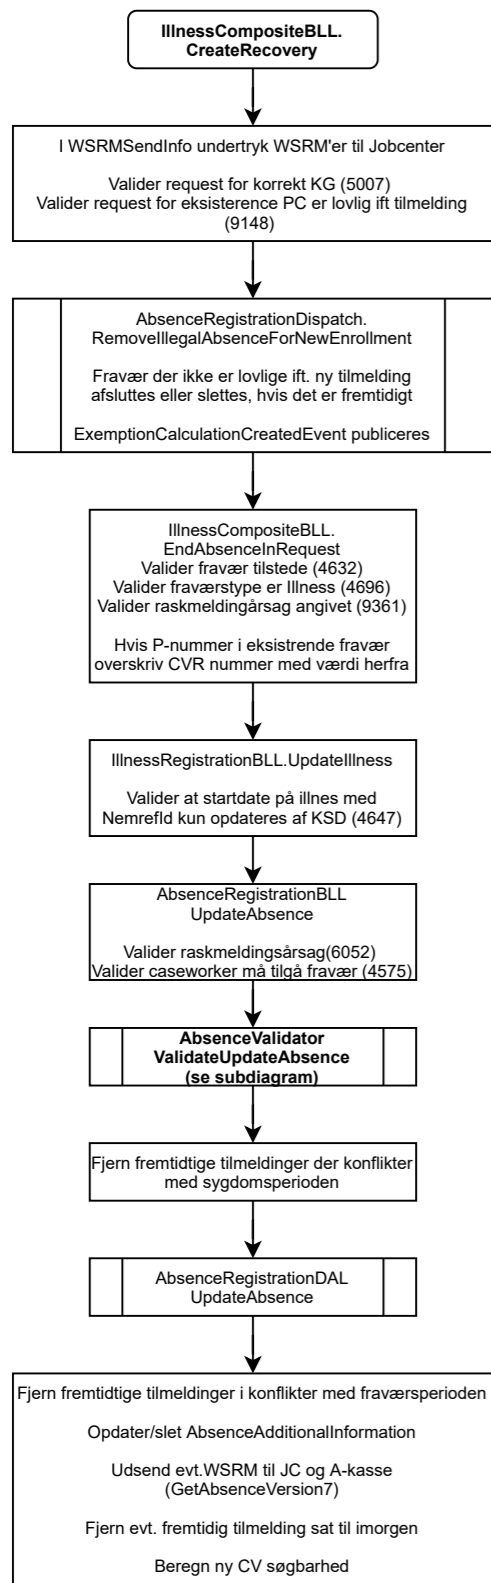 IllnessCompositeBLL.
CreateRecovery
I WSRMSendInfo undertryk WSRM'er til Jobcenter
Valider request for korrekt KG (5007)
Valider request for eksisterence PC er lovlig ift tilmelding
(9148)
AbsenceRegistrationDispatch.
RemoveIllegalAbsenceForNewEnrollment
Fravær der ikke er lovlige ift. ny tilmelding
afsluttes eller slettes, hvis det er fremtidigt
ExemptionCalculationCreatedEvent publiceres
IllnessCompositeBLL.
EndAbsenceInRequest
Valider fravær tilstede (4632)
Valider fraværstype er Illness (4696)
Valider raskmeldingårsag angivet (9361)
Hvis P-nummer i eksistrende fravær
overskriv CVR nummer med værdi herfra
IllnessRegistrationBLL.UpdateIllness
Valider at startdate på illnes med
NemrefId kun opdateres af KSD (4647)
AbsenceRegistrationBLL
UpdateAbsence
Valider raskmeldingsårsag(6052)
Valider caseworker må tilgå fravær (4575)
AbsenceValidator
ValidateUpdateAbsence
(se subdiagram)
Fjern fremtidtige tilmeldinger der konflikter
med sygdomsperioden
AbsenceRegistrationDAL
UpdateAbsence
Fjern fremtidtige tilmeldinger i konflikter med fraværsperioden
Opdater/slet AbsenceAdditionalInformation
Udsend evt.WSRM til JC og A-kasse
(GetAbsenceVersion7)
Fjern evt. fremtidig tilmelding sat til imorgen
Beregn ny CV søgbarhed